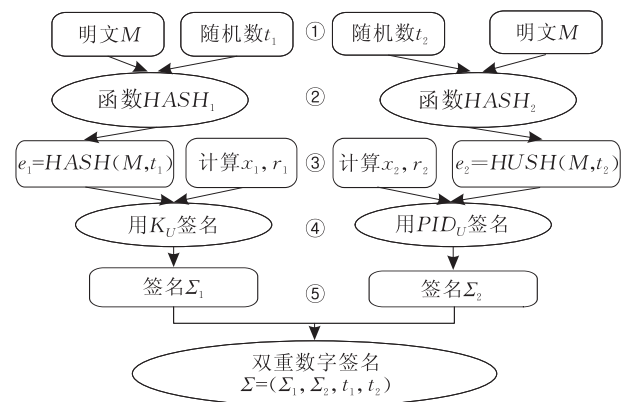 明文M 随机数t₁ ① 随机数t₂ 明文M
函数HASH₁ ② 函数HASH₂
e₁=HASH(M,t₁) 计算x₁,r₁ ③ 计算x₂,r₂ e₂=HUSH(M,t₂)
用K_U签名 ④ 用PID_U签名
签名Σ₁ ⑤ 签名Σ₂
双重数字签名
Σ=(Σ₁,Σ₂,t₁,t₂)